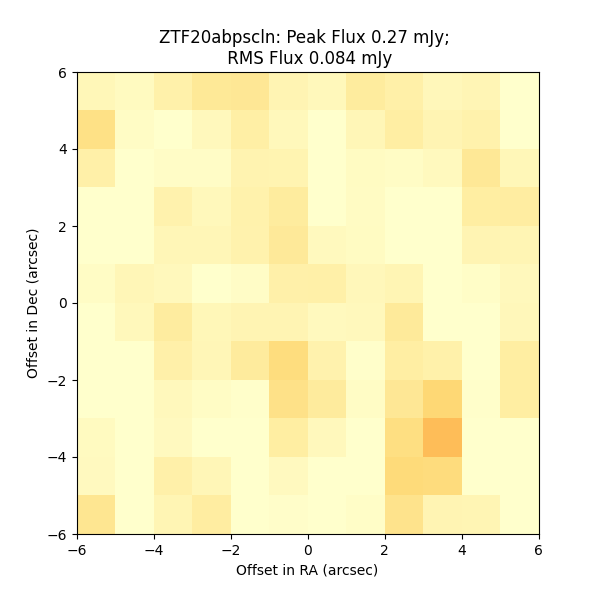 ZTF20abpscln: Peak Flux 0.27 mJy;
RMS Flux 0.084 mJy
6
4
2
0
−2
−4
−6
Offset in Dec (arcsec)
−6 −4 −2 0 2 4 6
Offset in RA (arcsec)